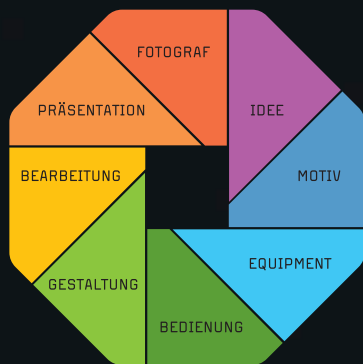 FOTOGRAF
IDEE
PRÄSENTATION
MOTIV
BEARBEITUNG
EQUIPMENT
GESTALTUNG
BEDIENUNG